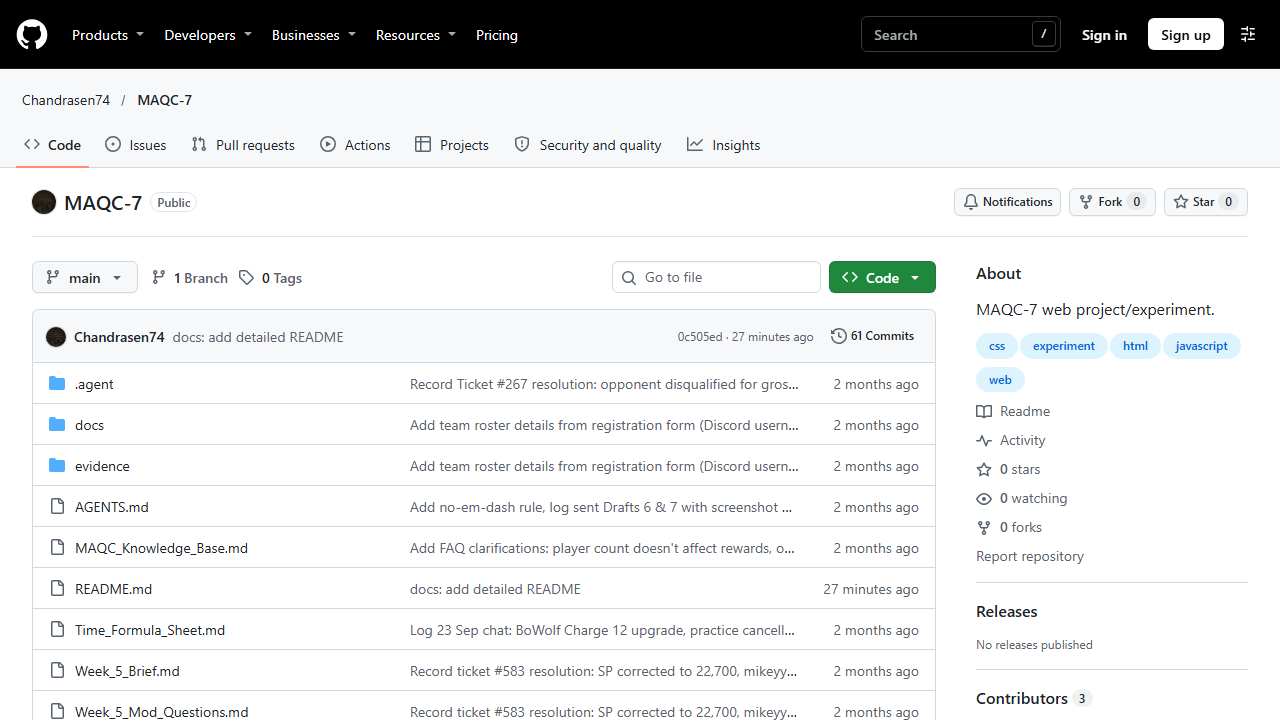 Products
Developers
Businesses
Resources
Pricing
Search
/
Sign in
Sign up
Chandrasen74 / MAQC-7
Code
Issues
Pull requests
Actions
Projects
Security and quality
Insights
MAQC-7
Public
Notifications
Fork 0
Star 0
main
1 Branch
0 Tags
Go to file
Code
Chandrasen74 docs: add detailed README
0c505ed · 27 minutes ago
61 Commits
.agent Record Ticket #267 resolution: opponent disqualified for gros... 2 months ago
docs Add team roster details from registration form (Discord usern... 2 months ago
evidence Add team roster details from registration form (Discord usern... 2 months ago
AGENTS.md Add no-em-dash rule, log sent Drafts 6 & 7 with screenshot ... 2 months ago
MAQC_Knowledge_Base.md Add FAQ clarifications: player count doesn't affect rewards, o... 2 months ago
README.md docs: add detailed README 27 minutes ago
Time_Formula_Sheet.md Log 23 Sep chat: BoWolf Charge 12 upgrade, practice cancell... 2 months ago
Week_5_Brief.md Record ticket #583 resolution: SP corrected to 22,700, mikeyy... 2 months ago
Week_5_Mod_Questions.md Record ticket #583 resolution: SP corrected to 22,700, mikeyy... 2 months ago
About
MAQC-7 web project/experiment.
css experiment html javascript
web
Readme
Activity
0 stars
0 watching
0 forks
Report repository
Releases
No releases published
Contributors 3